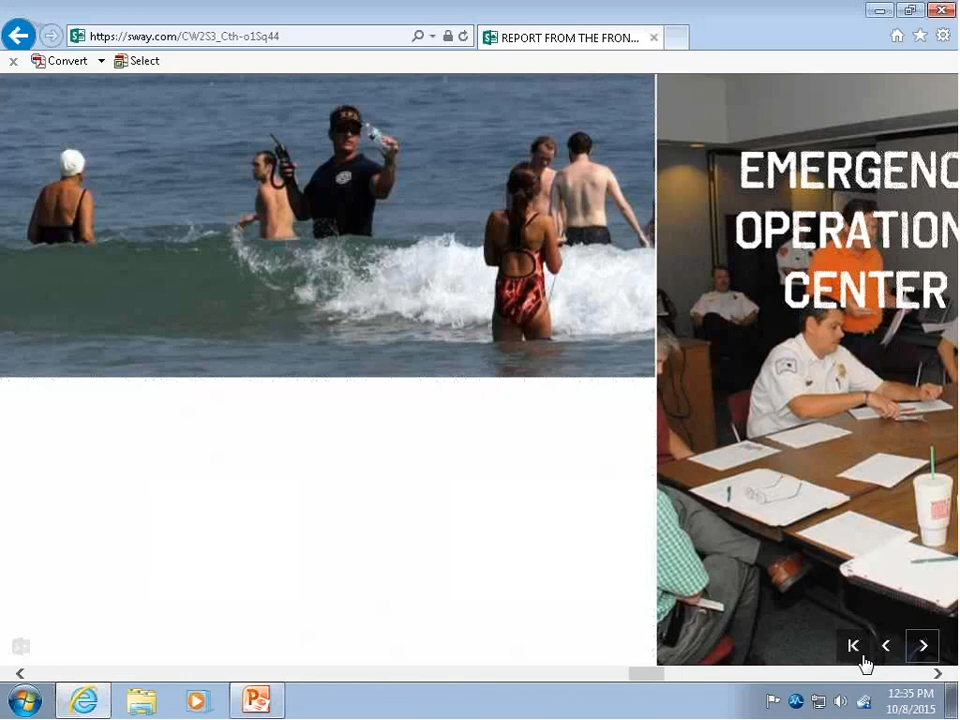 https://sway.com/CW2S3_Cth-o1Sq44
REPORT FROM THE FRON...
x Convert Select
EMERGENC
OPERATION
CENTER
12:35 PM
10/8/2015